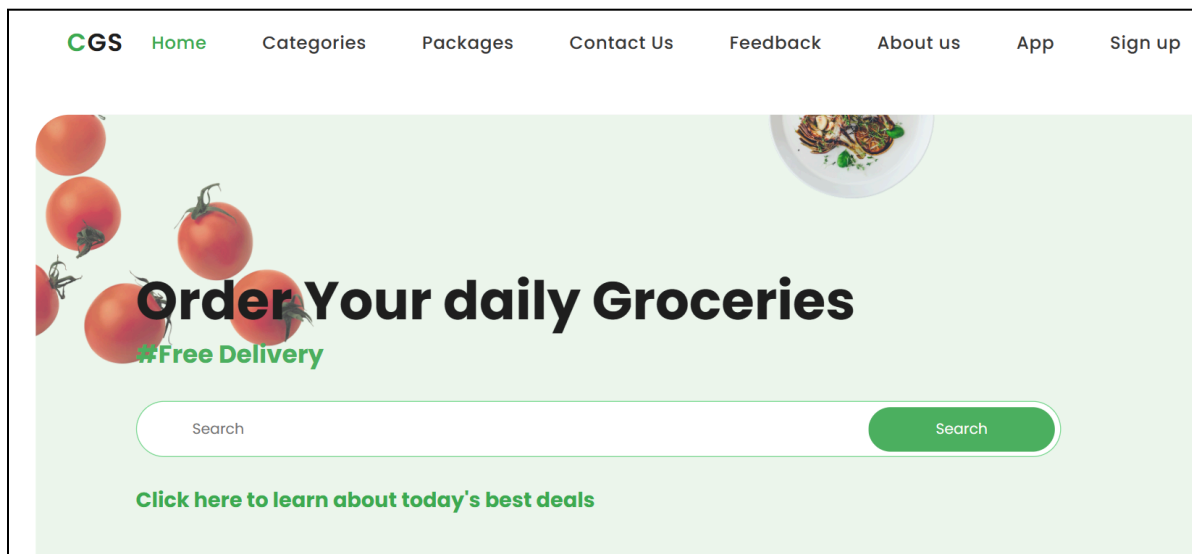 CGS Home Categories Packages Contact Us Feedback About us App Sign up
Order Your daily Groceries
#Free Delivery
Search Search
Click here to learn about today's best deals